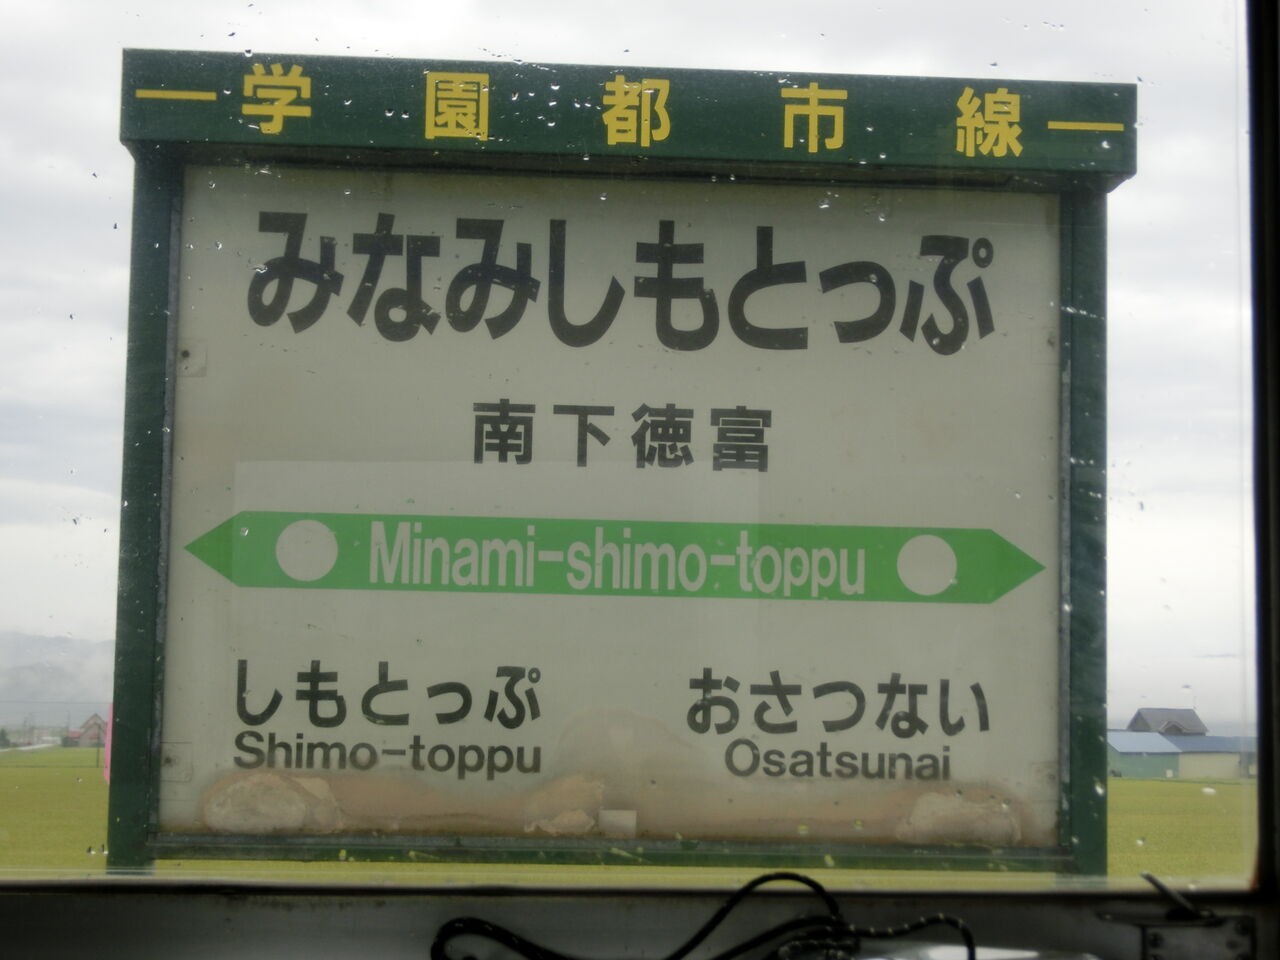 学園都市線
みなみしもとっぷ
南下徳富
Minami-shimo-toppu
しもとっぷ おさつない
Shimo-toppu Osatsunai